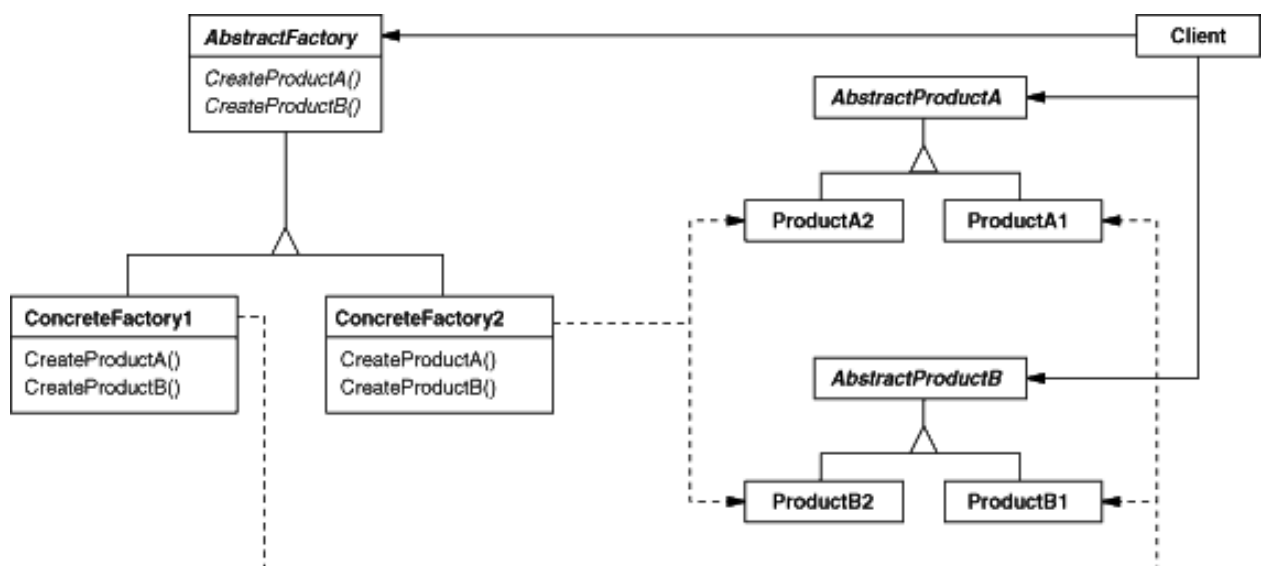 AbstractFactory
CreateProductA()
CreateProductB()
Client
AbstractProductA
ProductA2
ProductA1
ConcreteFactory1
CreateProductA()
CreateProductB()
ConcreteFactory2
CreateProductA()
CreateProductB()
AbstractProductB
ProductB2
ProductB1